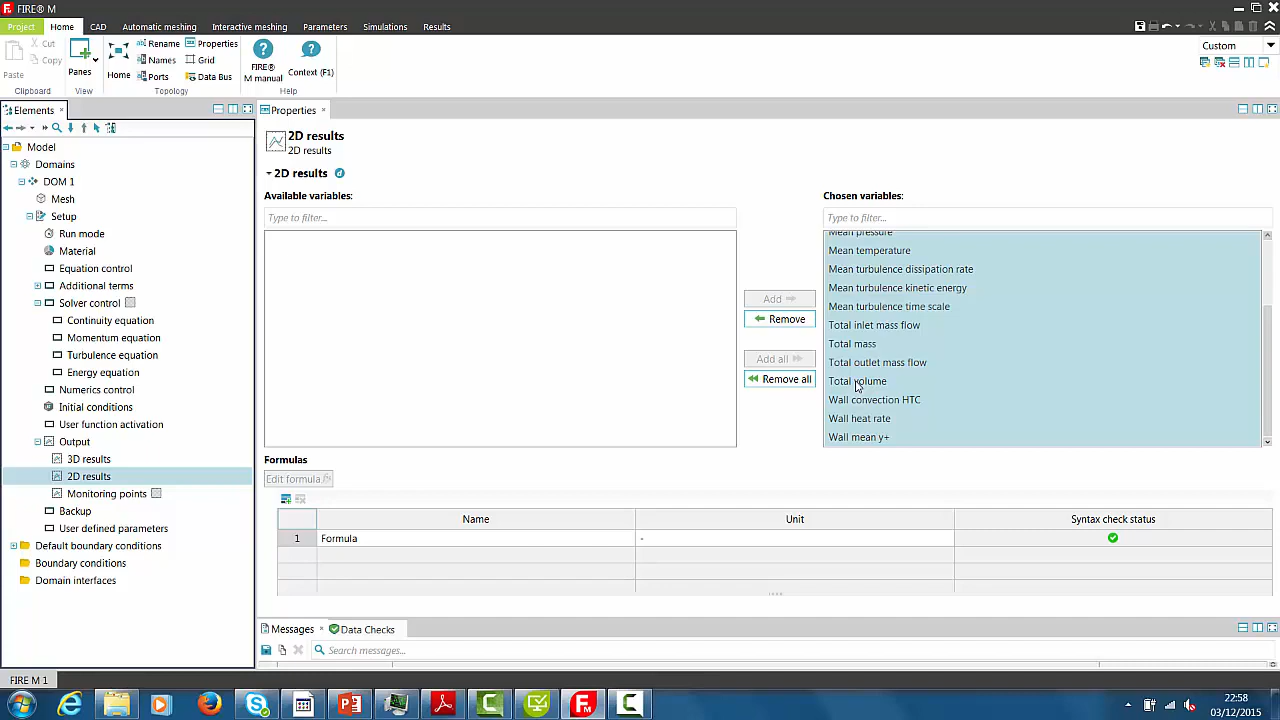 FIRE® M
Project Home CAD Automatic meshing Interactive meshing Parameters Simulations Results
Cut
Copy
Paste
Clipboard
Panes
View
Home
Rename
Names
Ports
Properties
Grid
Data Bus
Topology
FIRE®
M manual
Context (F1)
Help
Custom
Elements
Model
Domains
DOM 1
Mesh
Setup
Run mode
Material
Equation control
Additional terms
Solver control
Continuity equation
Momentum equation
Turbulence equation
Energy equation
Numerics control
Initial conditions
User function activation
Output
3D results
2D results
Monitoring points
Backup
User defined parameters
Default boundary conditions
Boundary conditions
Domain interfaces
Properties
2D results
2D results
2D results
Available variables:
Type to filter...
Add
Remove
Add all
Remove all
Chosen variables:
Type to filter...
Mean pressure
Mean temperature
Mean turbulence dissipation rate
Mean turbulence kinetic energy
Mean turbulence time scale
Total inlet mass flow
Total mass
Total outlet mass flow
Total volume
Wall convection HTC
Wall heat rate
Wall mean y+
Formulas
Edit formula
Name Unit Syntax check status
1 Formula -
Messages Data Checks
Search messages...
FIRE M 1
22:58
03/12/2015